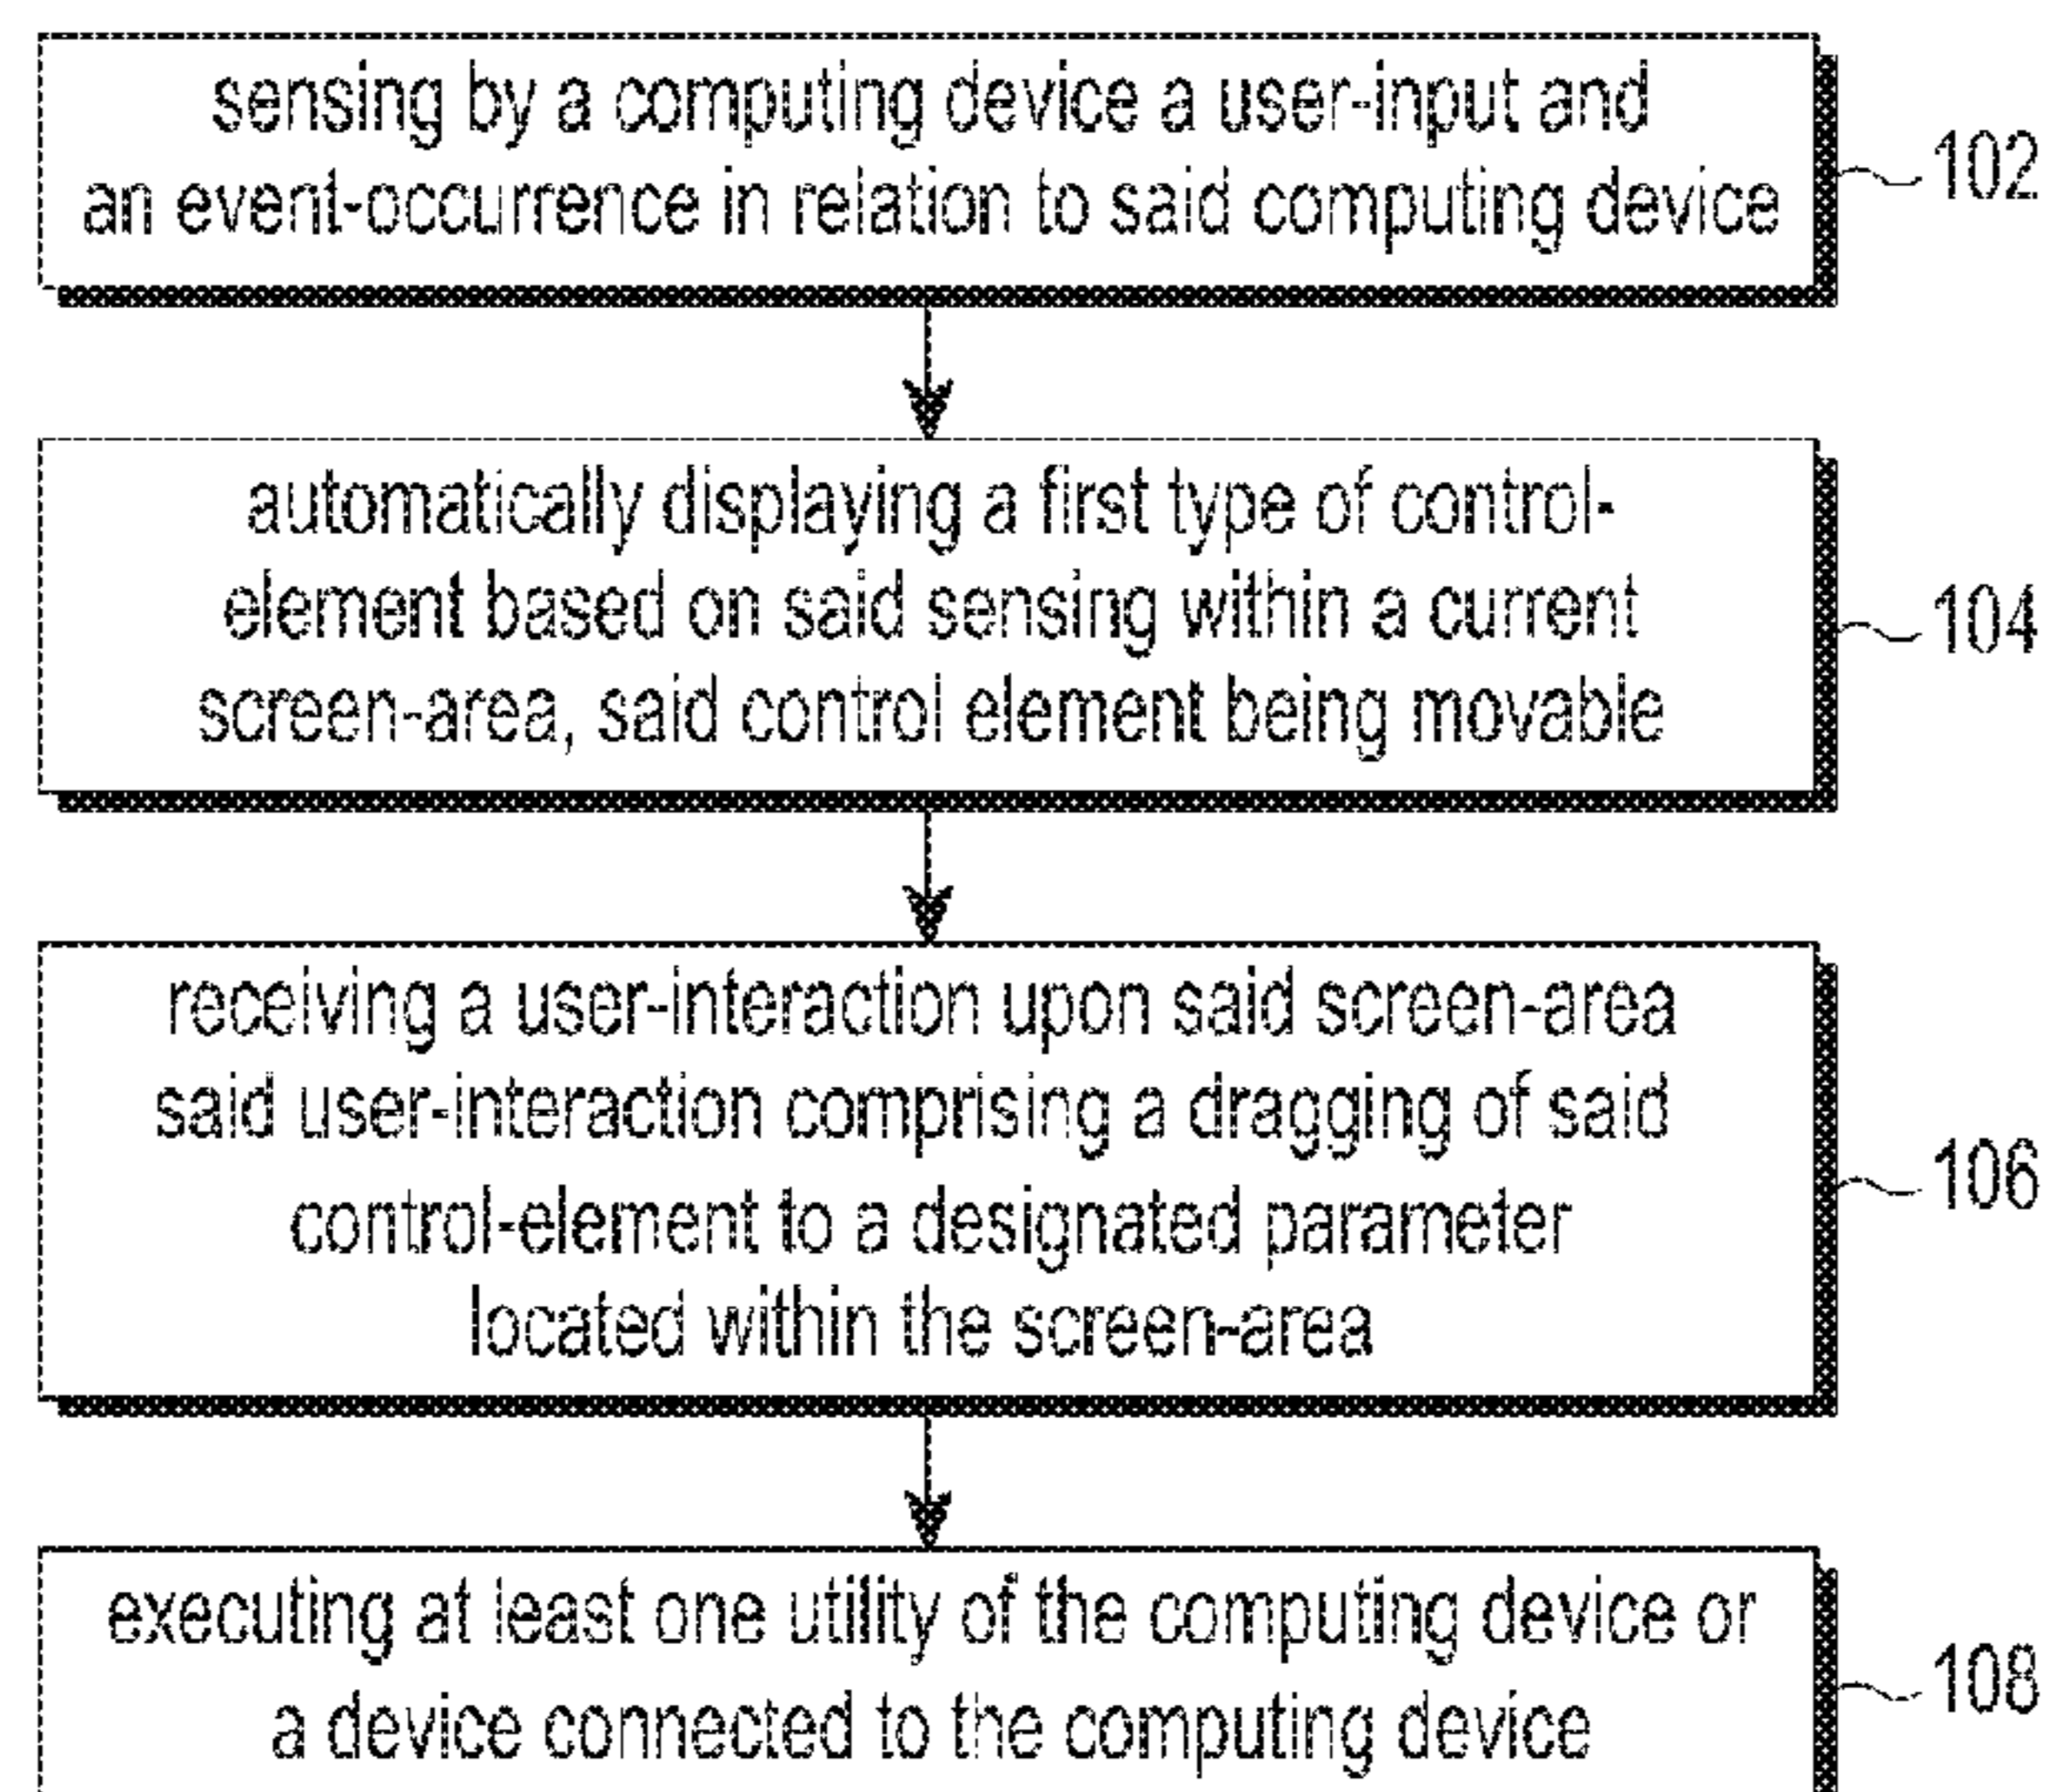 sensing by a computing device a user-input and
an event-occurrence in relation to said computing device
102
automatically displaying a first type of control-
element based on said sensing within a current
screen-area, said control element being movable
104
receiving a user-interaction upon said screen-area
said user-interaction comprising a dragging of said
control-element to a designated parameter
located within the screen-area
106
executing at least one utility of the computing device or
a device connected to the computing device
108